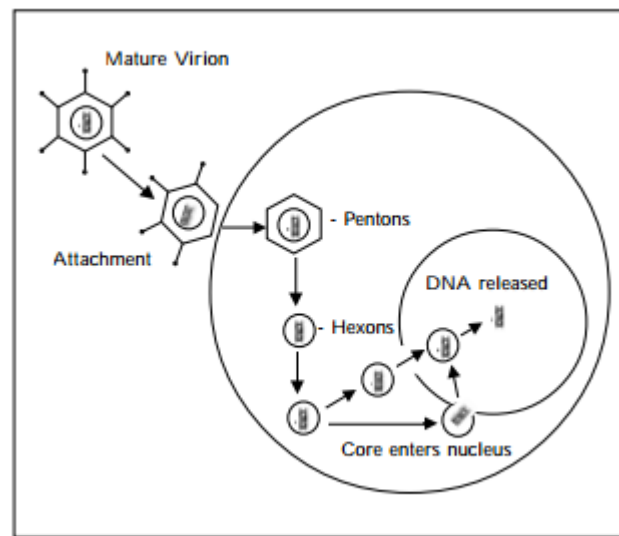 Mature Virion
- Pentons
Attachment
DNA released
- Hexons
Core enters nucleus